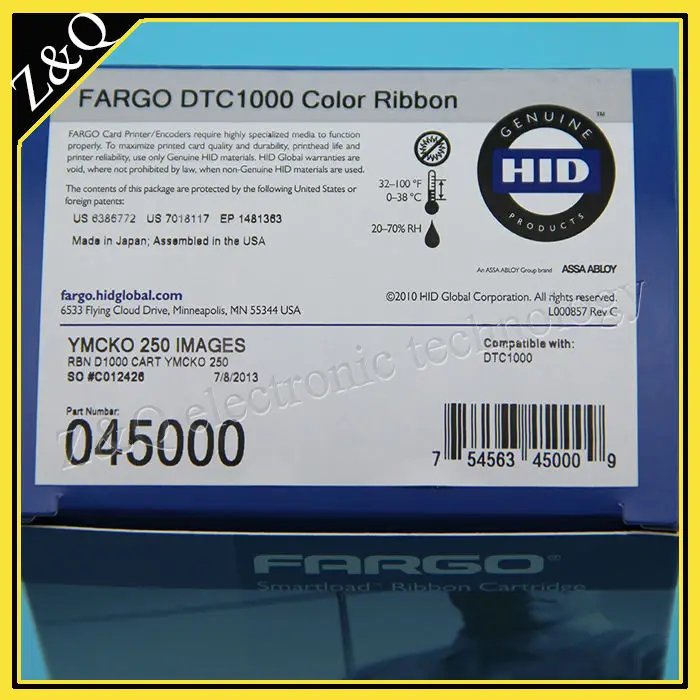 Z&Q
FARGO DTC1000 Color Ribbon
FARGO Card Printer/Encoders require highly specialized media to function
properly. To maximize printed card quality and durability, printhead life and
printer reliability, use only Genuine HID materials. HID Global warranties are
void, where not prohibited by law, when non-Genuine HID materials are used.
The contents of this package are protected by the following United States or
foreign patents:
US 6386772 US 7018117 EP 1481363
Made in Japan; Assembled in the USA
32–100 °F
0–38 °C
20–70% RH
GENUINE
HID
™
PRODUCTS
An ASSA ABLOY Group brand ASSA ABLOY
fargo.hidglobal.com
6533 Flying Cloud Drive, Minneapolis, MN 55344 USA
©2010 HID Global Corporation. All rights reserved.
L000857 Rev C
YMCKO 250 IMAGES
RBN D1000 CART YMCKO 250
SO #C012426 7/8/2013
Compatible with:
DTC1000
Part Number:
045000
7 54563 45000 9
Z&Q electronic technology
FARGO®
Smartload™ Ribbon Cartridge